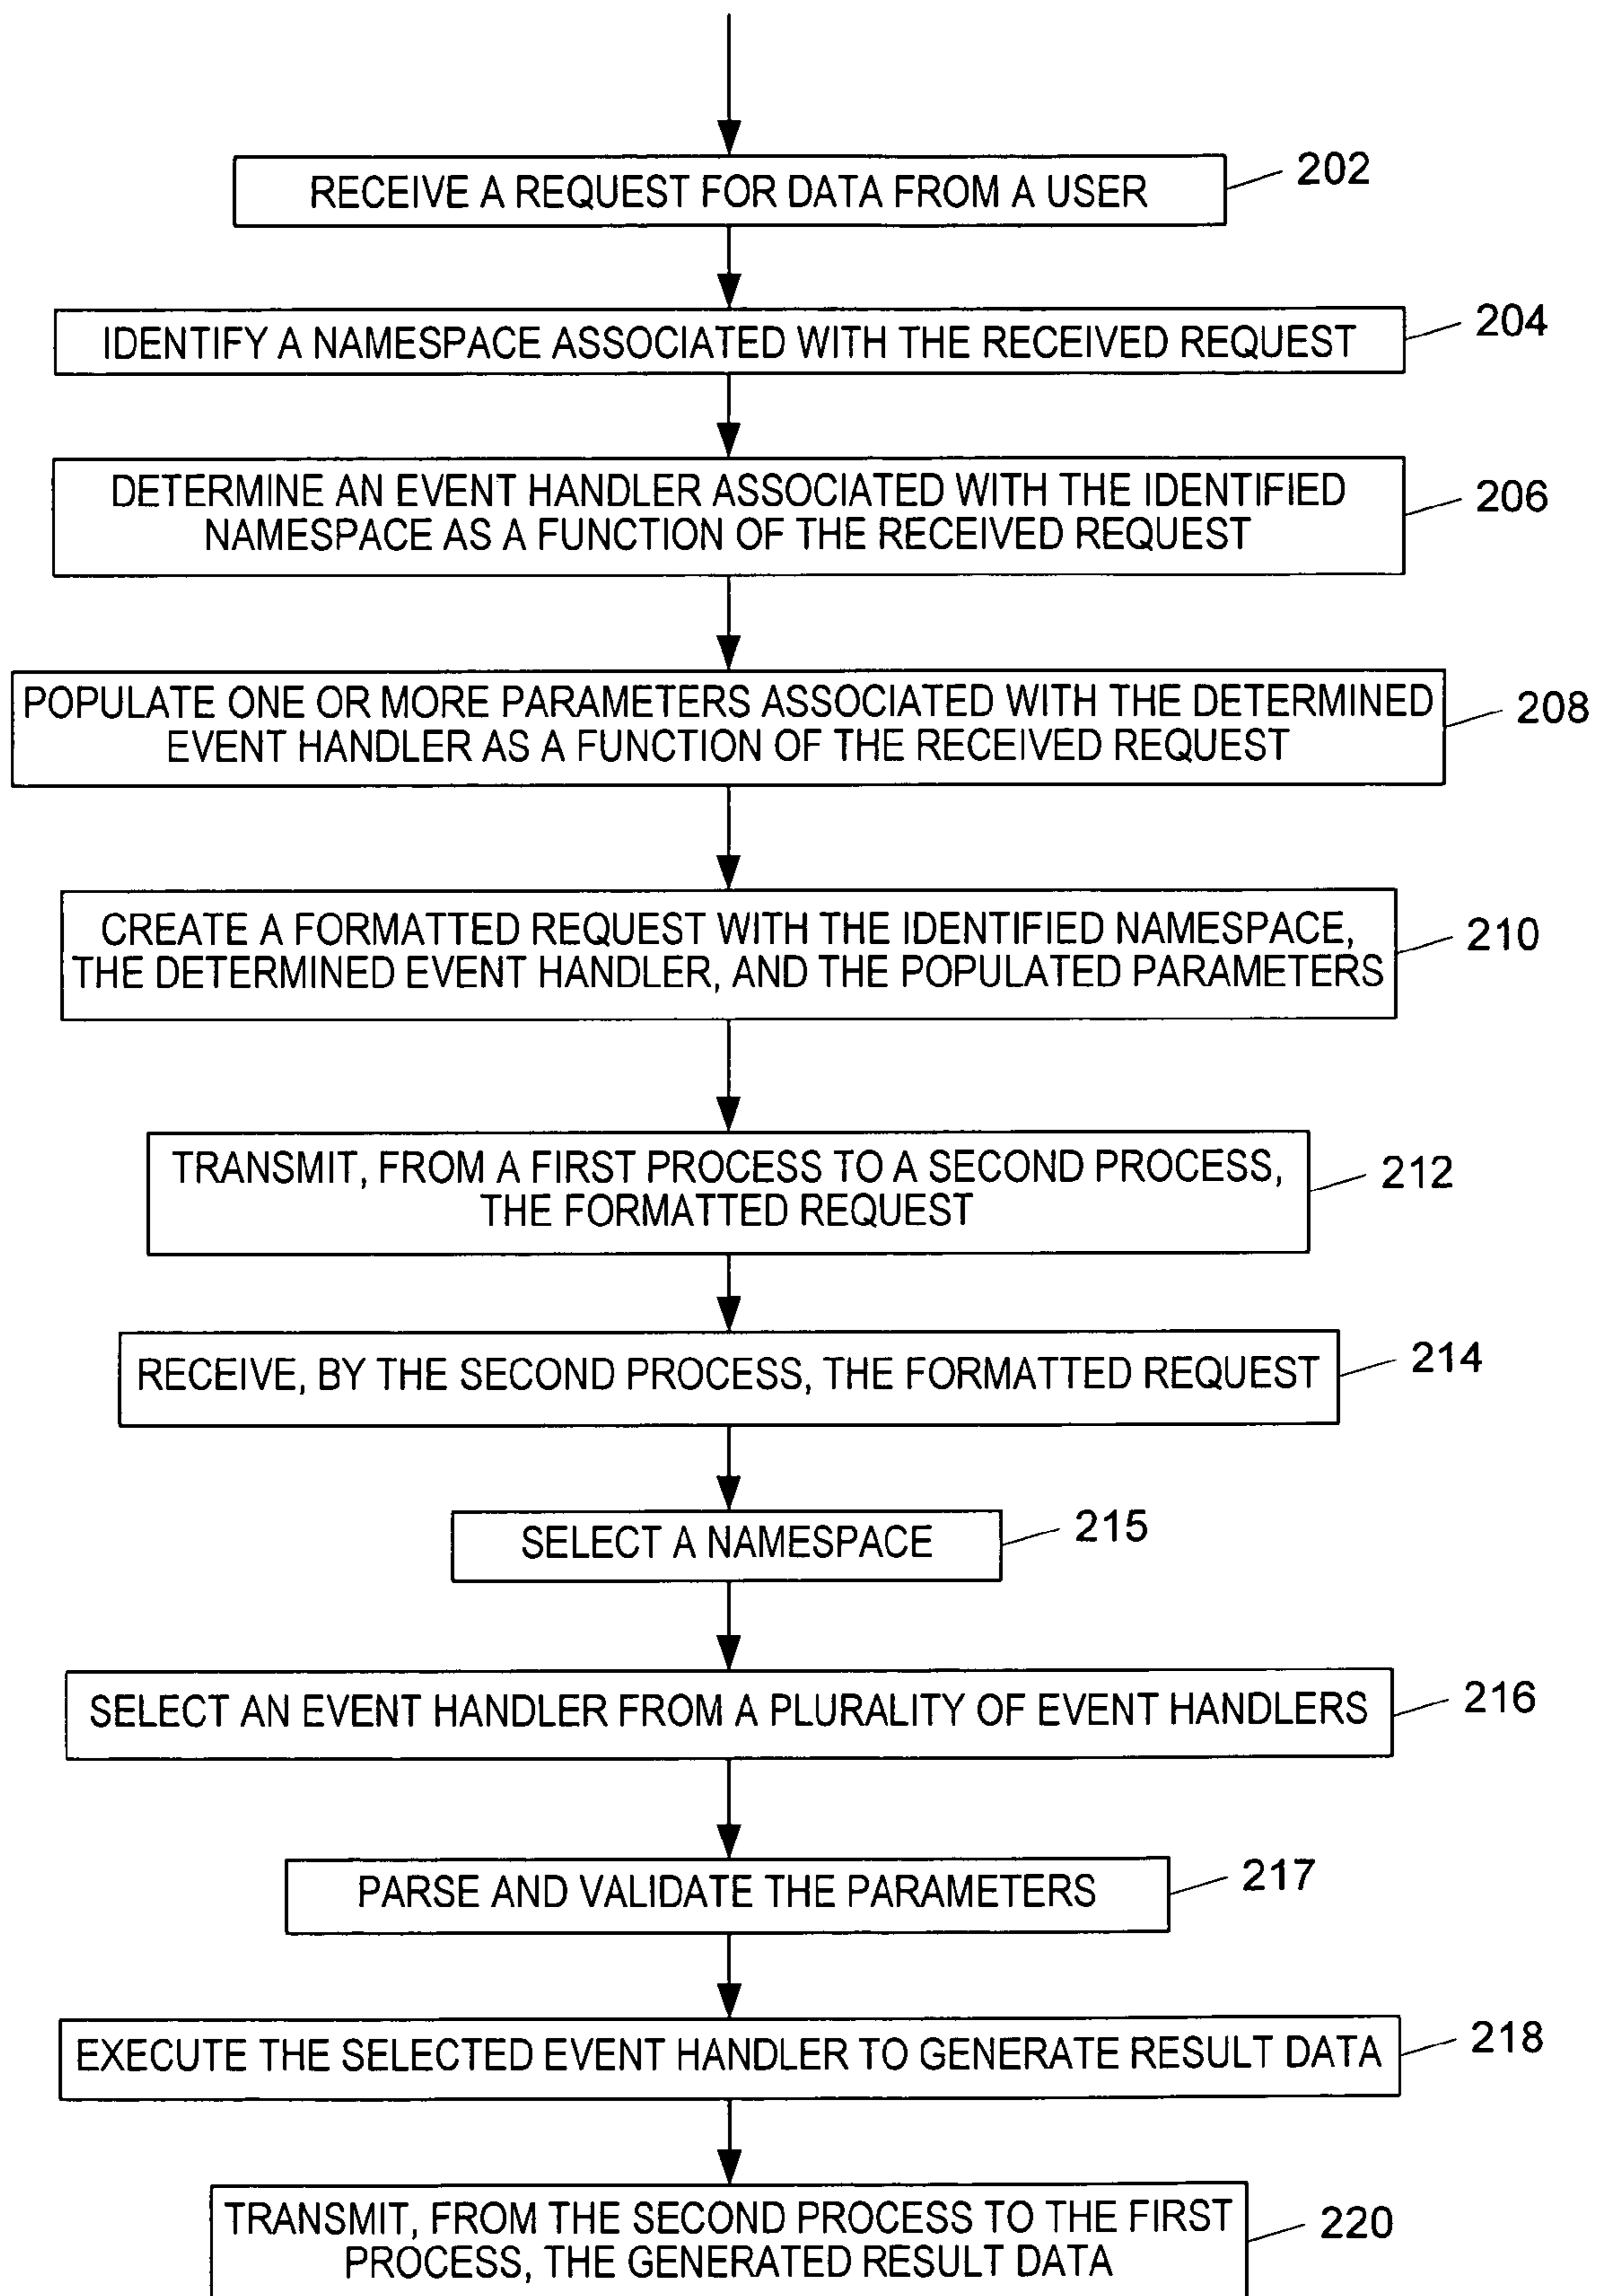 RECEIVE A REQUEST FOR DATA FROM A USER
202
IDENTIFY A NAMESPACE ASSOCIATED WITH THE RECEIVED REQUEST
204
DETERMINE AN EVENT HANDLER ASSOCIATED WITH THE IDENTIFIED
NAMESPACE AS A FUNCTION OF THE RECEIVED REQUEST
206
POPULATE ONE OR MORE PARAMETERS ASSOCIATED WITH THE DETERMINED
EVENT HANDLER AS A FUNCTION OF THE RECEIVED REQUEST
208
CREATE A FORMATTED REQUEST WITH THE IDENTIFIED NAMESPACE,
THE DETERMINED EVENT HANDLER, AND THE POPULATED PARAMETERS
210
TRANSMIT, FROM A FIRST PROCESS TO A SECOND PROCESS,
THE FORMATTED REQUEST
212
RECEIVE, BY THE SECOND PROCESS, THE FORMATTED REQUEST
214
SELECT A NAMESPACE
215
SELECT AN EVENT HANDLER FROM A PLURALITY OF EVENT HANDLERS
216
PARSE AND VALIDATE THE PARAMETERS
217
EXECUTE THE SELECTED EVENT HANDLER TO GENERATE RESULT DATA
218
TRANSMIT, FROM THE SECOND PROCESS TO THE FIRST
PROCESS, THE GENERATED RESULT DATA
220